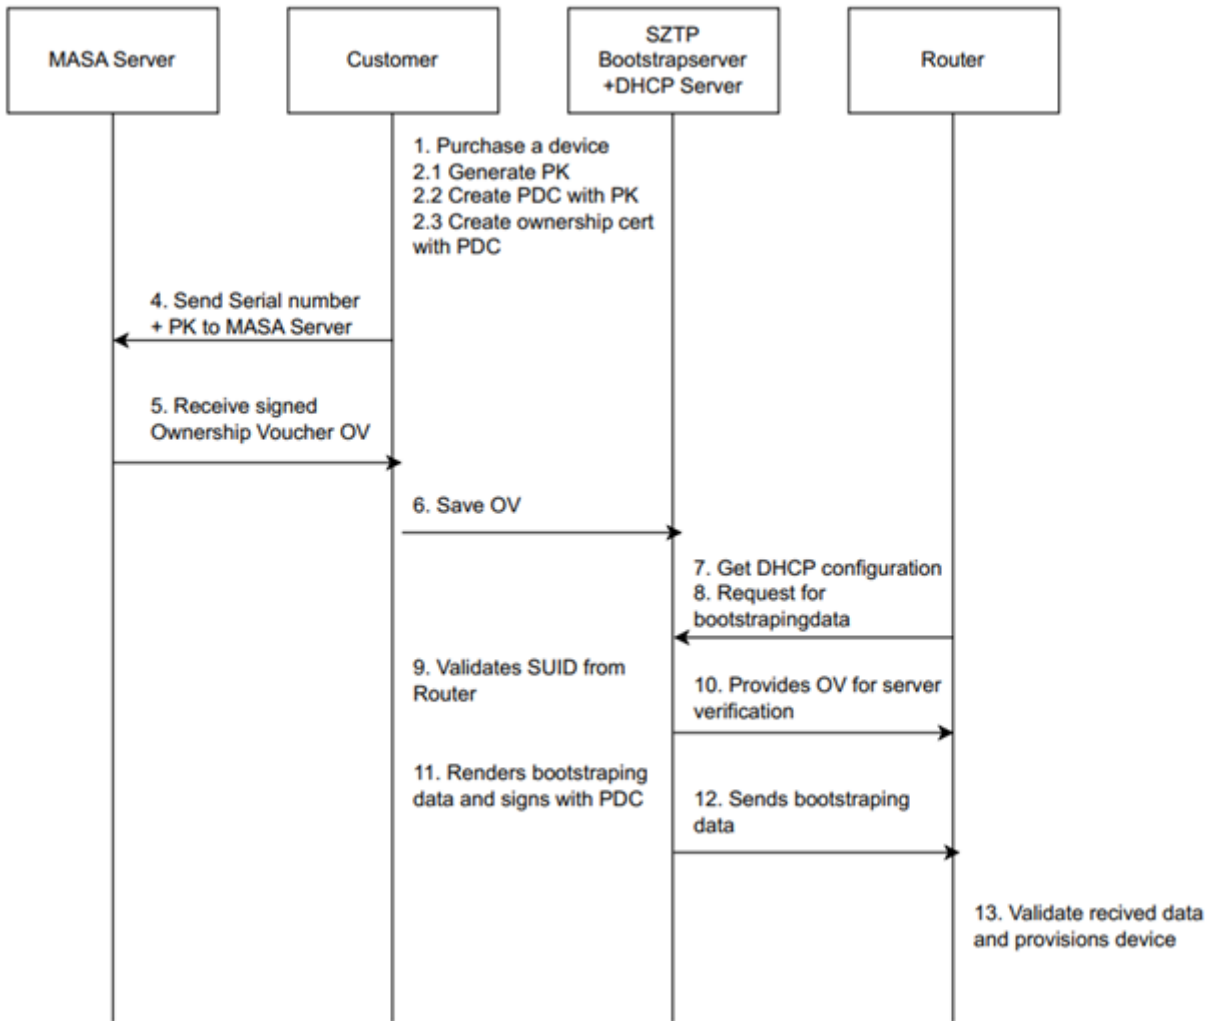 MASA Server
Customer
SZTP
Bootstrapserver
+DHCP Server
Router
1. Purchase a device
2.1 Generate PK
2.2 Create PDC with PK
2.3 Create ownership cert
with PDC
4. Send Serial number
+ PK to MASA Server
5. Receive signed
Ownership Voucher OV
6. Save OV
7. Get DHCP configuration
8. Request for
bootstrapingdata
9. Validates SUID from
Router
10. Provides OV for server
verification
11. Renders bootstraping
data and signs with PDC
12. Sends bootstraping
data
13. Validate recived data
and provisions device